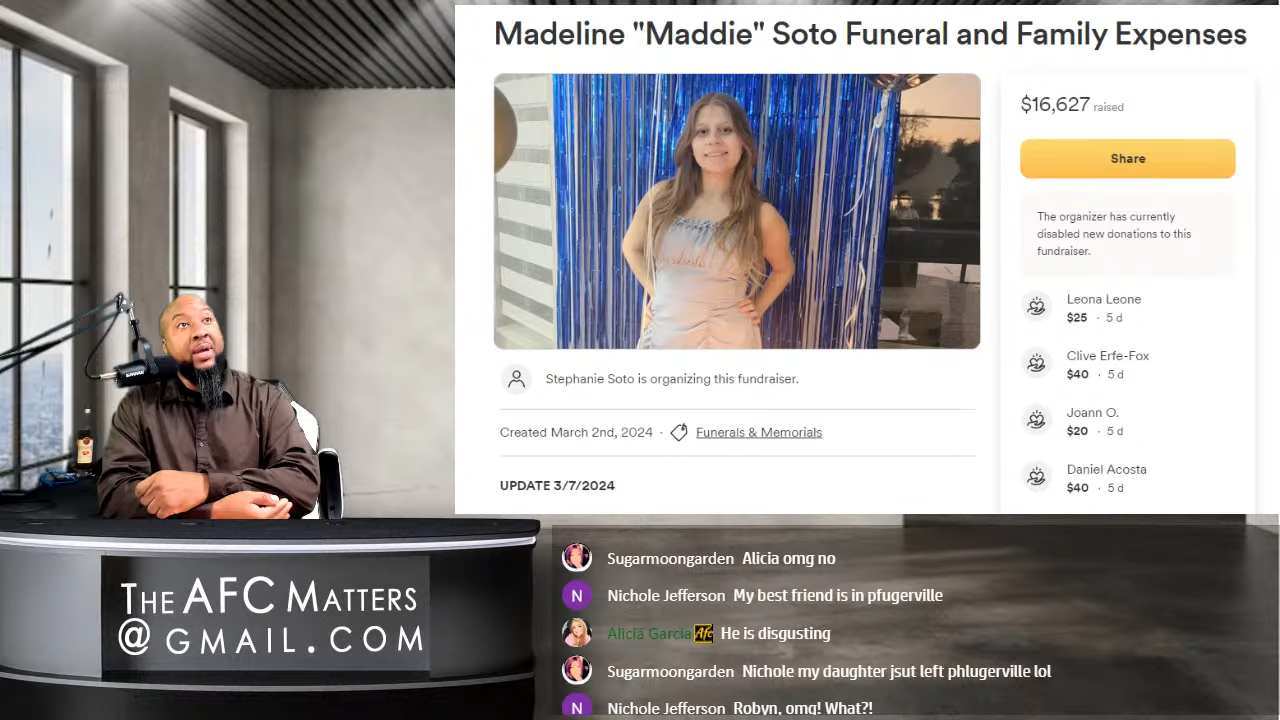 Madeline "Maddie" Soto Funeral and Family Expenses
$16,627 raised
Share
The organizer has currently
disabled new donations to this
fundraiser.
Leona Leone
$25 · 5 d
Clive Erfe-Fox
$40 · 5 d
Joann O.
$20 · 5 d
Daniel Acosta
$40 · 5 d
Stephanie Soto is organizing this fundraiser.
Created March 2nd, 2024 · Funerals & Memorials
UPDATE 3/7/2024
THE AFC MATTERS
@GMAIL.COM
Sugarmoongarden Alicia omg no
N Nichole Jefferson My best friend is in pfugerville
Alicia Garcia Afc He is disgusting
Sugarmoongarden Nichole my daughter jsut left phlugerville lol
N Nichole Jefferson Robyn, omg! What?!